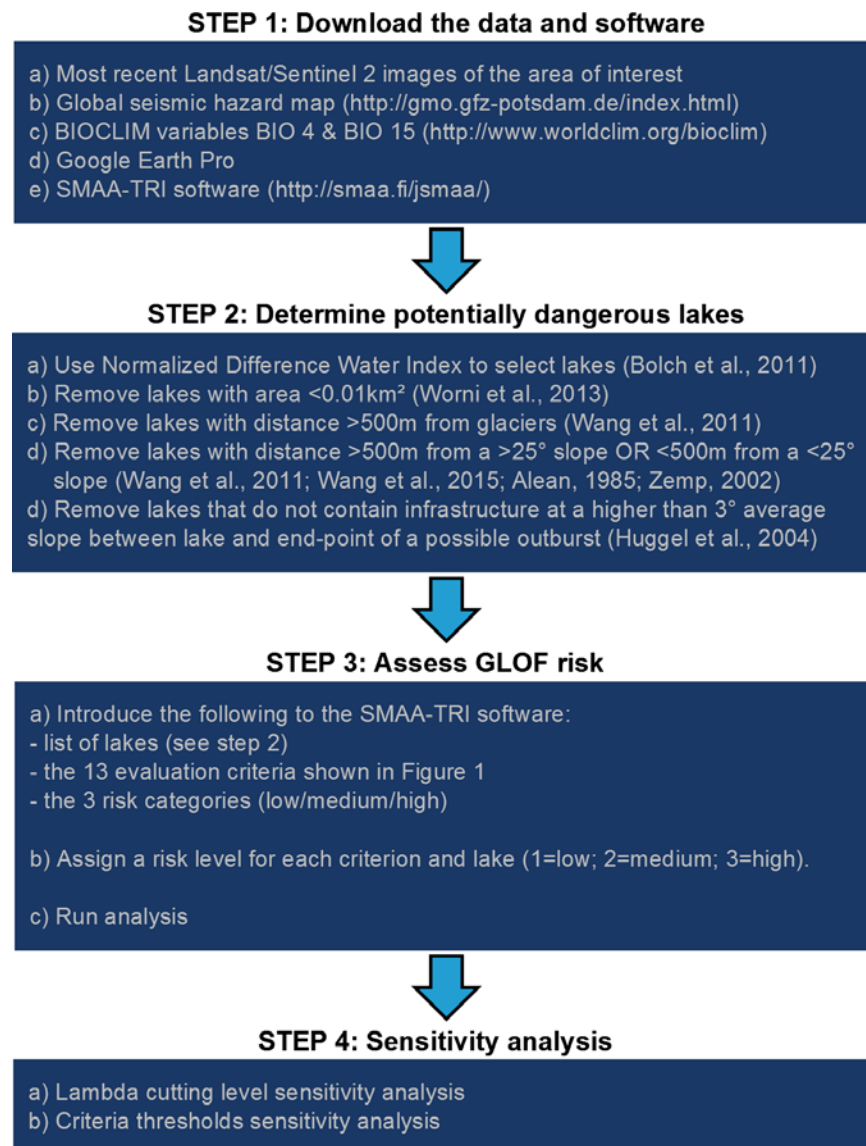 STEP 1: Download the data and software
a) Most recent Landsat/Sentinel 2 images of the area of interest
b) Global seismic hazard map (http://gmo.gfz-potsdam.de/index.html)
c) BIOCLIM variables BIO 4 & BIO 15 (http://www.worldclim.org/bioclim)
d) Google Earth Pro
e) SMAA-TRI software (http://smaa.fi/jsmaa/)
STEP 2: Determine potentially dangerous lakes
a) Use Normalized Difference Water Index to select lakes (Bolch et al., 2011)
b) Remove lakes with area <0.01km² (Worni et al., 2013)
c) Remove lakes with distance >500m from glaciers (Wang et al., 2011)
d) Remove lakes with distance >500m from a >25° slope OR <500m from a <25°
slope (Wang et al., 2011; Wang et al., 2015; Alean, 1985; Zemp, 2002)
d) Remove lakes that do not contain infrastructure at a higher than 3° average
slope between lake and end-point of a possible outburst (Huggel et al., 2004)
STEP 3: Assess GLOF risk
a) Introduce the following to the SMAA-TRI software:
- list of lakes (see step 2)
- the 13 evaluation criteria shown in Figure 1
- the 3 risk categories (low/medium/high)
b) Assign a risk level for each criterion and lake (1=low; 2=medium; 3=high).
c) Run analysis
STEP 4: Sensitivity analysis
a) Lambda cutting level sensitivity analysis
b) Criteria thresholds sensitivity analysis